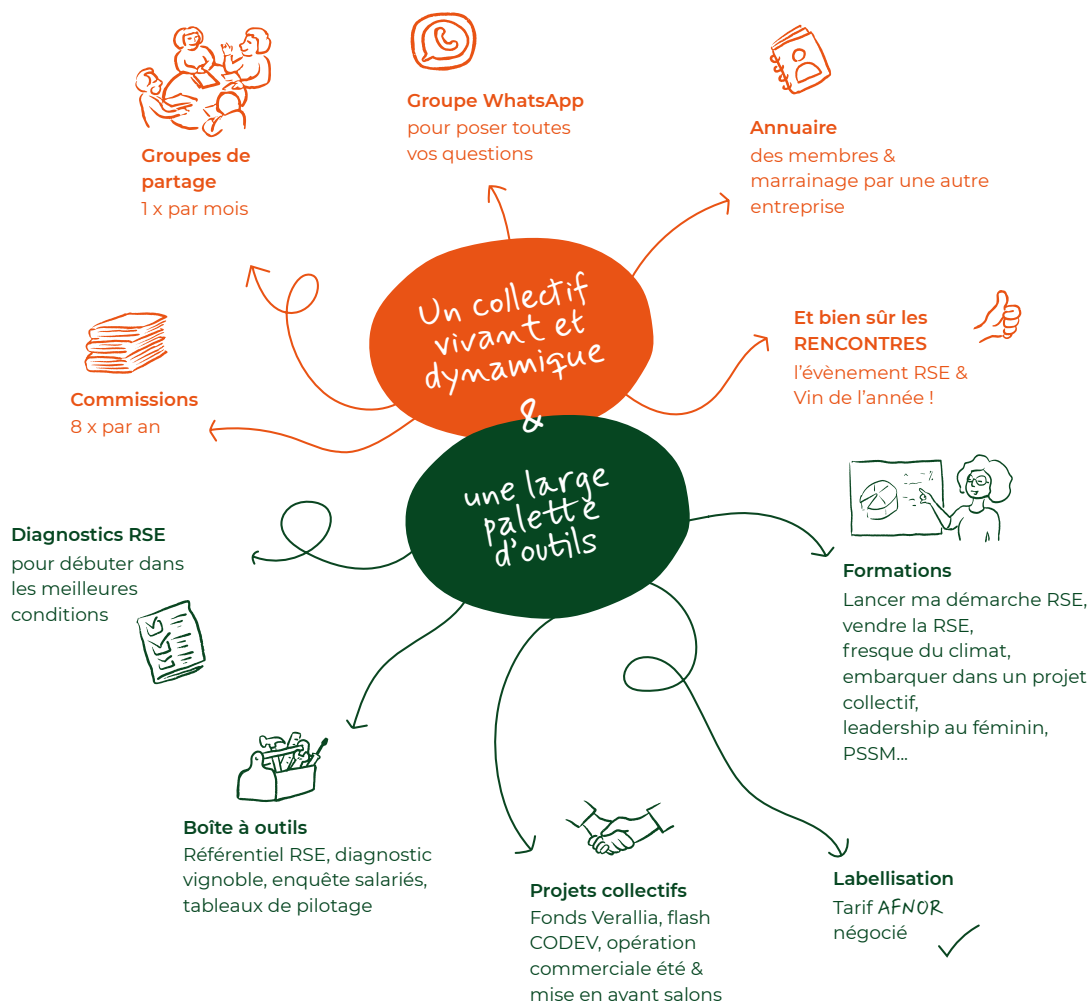 Groupe WhatsApp
pour poser toutes
vos questions
Annuaire
des membres &
marrainage par une autre
entreprise
Groupes de
partage
1 x par mois
Un collectif
vivant et
dynamique
&
une large
palette
d'outils
Et bien sûr les
RENCONTRES
l'évènement RSE &
Vin de l'année !
Commissions
8 x par an
Diagnostics RSE
pour débuter dans
les meilleures
conditions
Formations
Lancer ma démarche RSE,
vendre la RSE,
fresque du climat,
embarquer dans un projet
collectif,
leadership au féminin,
PSSM...
Boîte à outils
Référentiel RSE, diagnostic
vignoble, enquête salariés,
tableaux de pilotage
Projets collectifs
Fonds Verallia, flash
CODEV, opération
commerciale été &
mise en avant salons
Labellisation
Tarif AFNOR
négocié